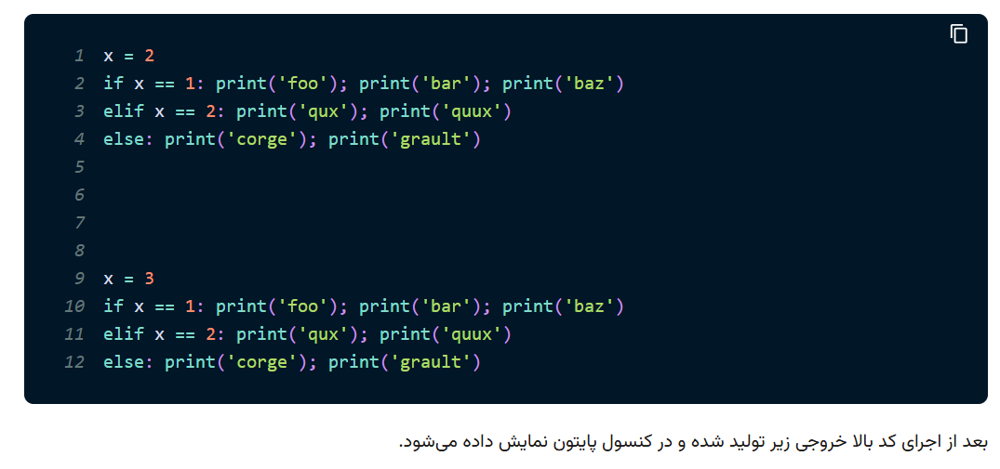 1 x = 2
2 if x == 1: print('foo'); print('bar'); print('baz')
3 elif x == 2: print('qux'); print('quux')
4 else: print('corge'); print('grault')
5
6
7
8
9 x = 3
10 if x == 1: print('foo'); print('bar'); print('baz')
11 elif x == 2: print('qux'); print('quux')
12 else: print('corge'); print('grault')
بعد از اجرای کد بالا خروجی زیر تولید شده و در کنسول پایتون نمایش داده می‌شود.